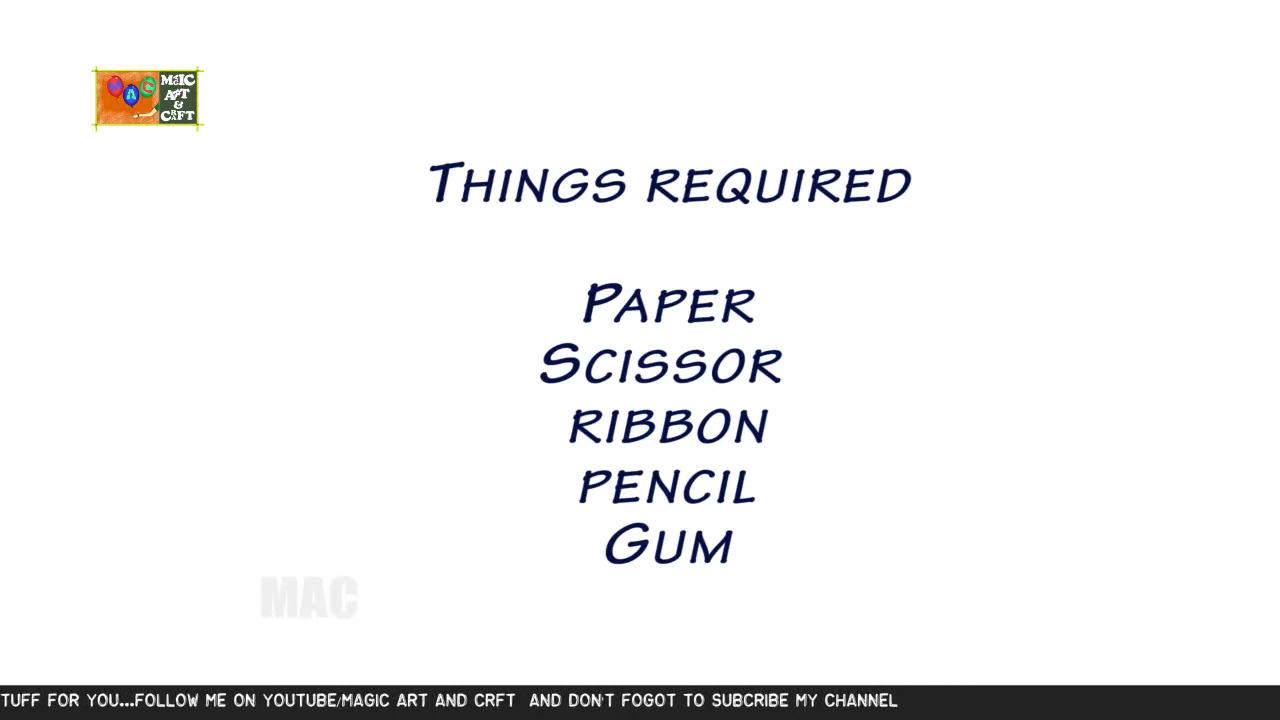 MAC
MAGIC
ART
&
CRFT
THINGS REQUIRED
PAPER
SCISSOR
RIBBON
PENCIL
GUM
MAC
TUFF FOR YOU...FOLLOW ME ON YOUTUBE/MAGIC ART AND CRFT AND DON'T FOGOT TO SUBCRIBE MY CHANNEL